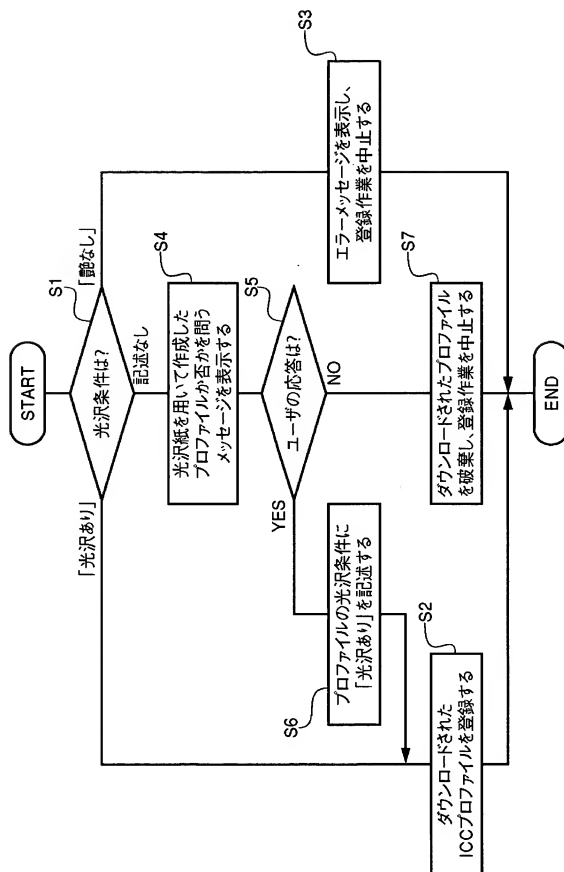 START
S1
光沢条件は?
「光沢あり」
「艶なし」
記述なし
S4
光沢紙を用いて作成した
プロファイルか否かを問う
メッセージを表示する
S3
エラーメッセージを表示し、
登録作業を中止する
S5
ユーザの応答は?
YES
NO
S6
プロファイルの光沢条件に
「光沢あり」を記述する
S7
ダウンロードされたプロファイル
を破棄し、登録作業を中止する
S2
ダウンロードされた
ICCプロファイルを登録する
END